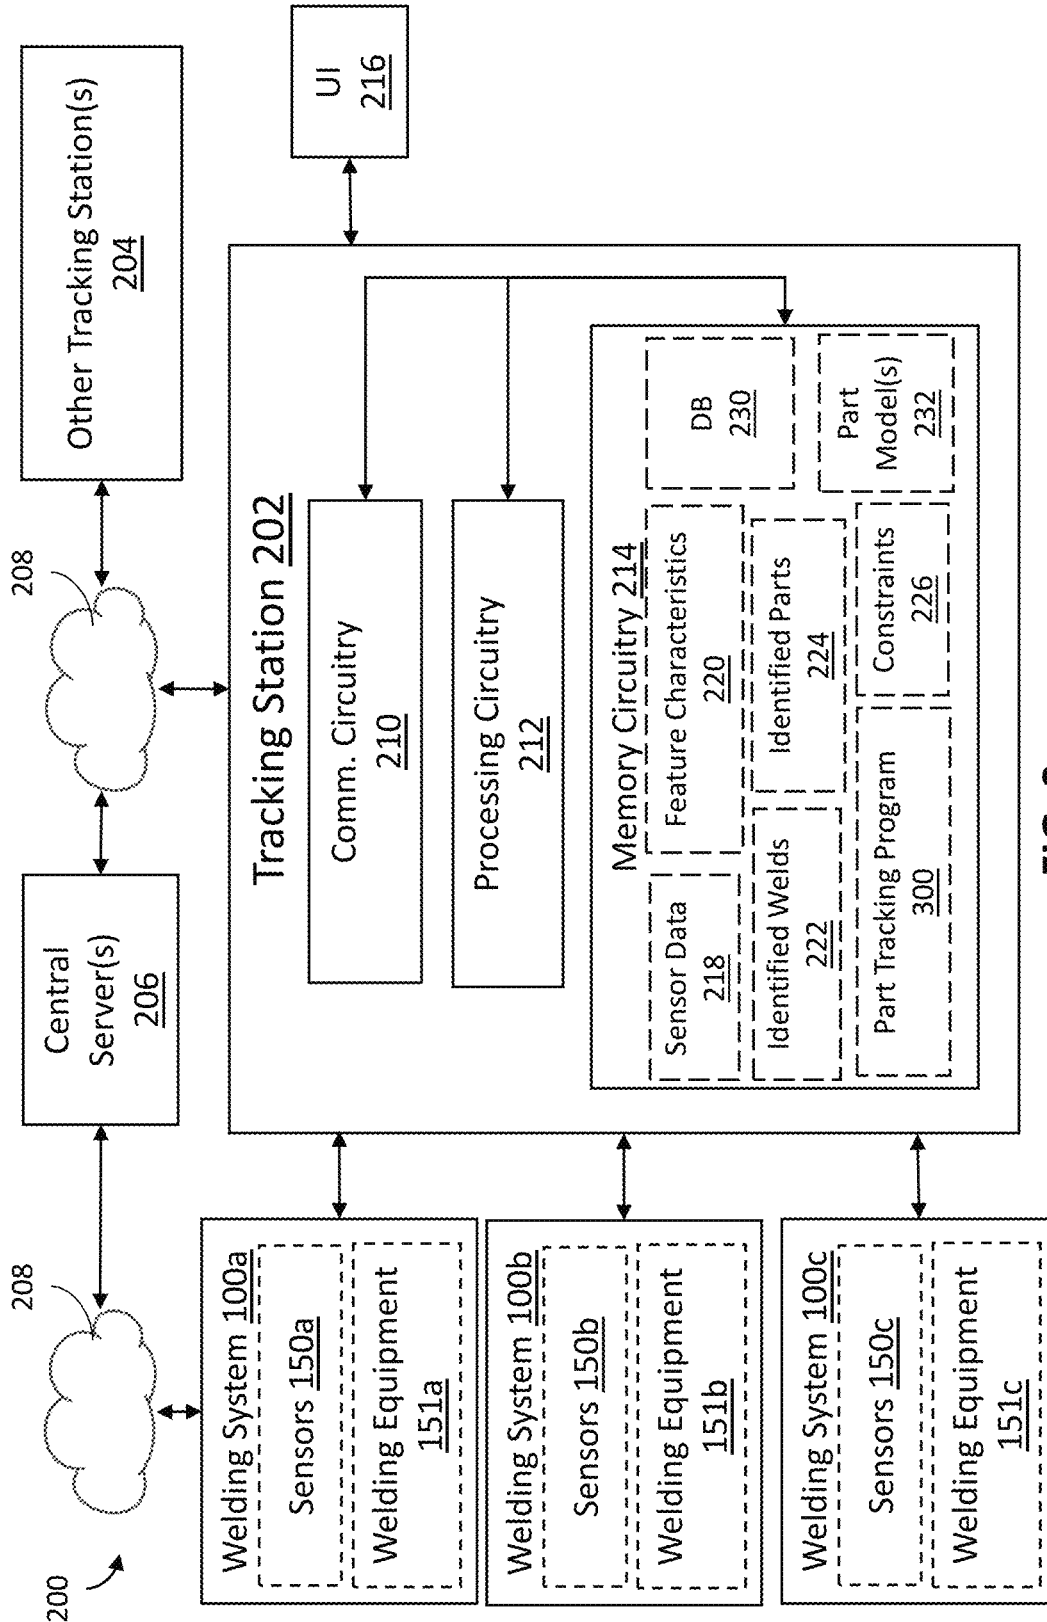 200
208
208
Central
Server(s)
206
Other Tracking Station(s)
204
Welding System 100a
Sensors 150a
Welding Equipment
151a
Welding System 100b
Sensors 150b
Welding Equipment
151b
Welding System 100c
Sensors 150c
Welding Equipment
151c
Tracking Station 202
Comm. Circuitry
210
Processing Circuitry
212
Memory Circuitry 214
Sensor Data
218
Feature Characteristics
220
DB
230
Identified Welds
222
Identified Parts
224
Part
Model(s)
232
Part Tracking Program
300
Constraints
226
UI
216